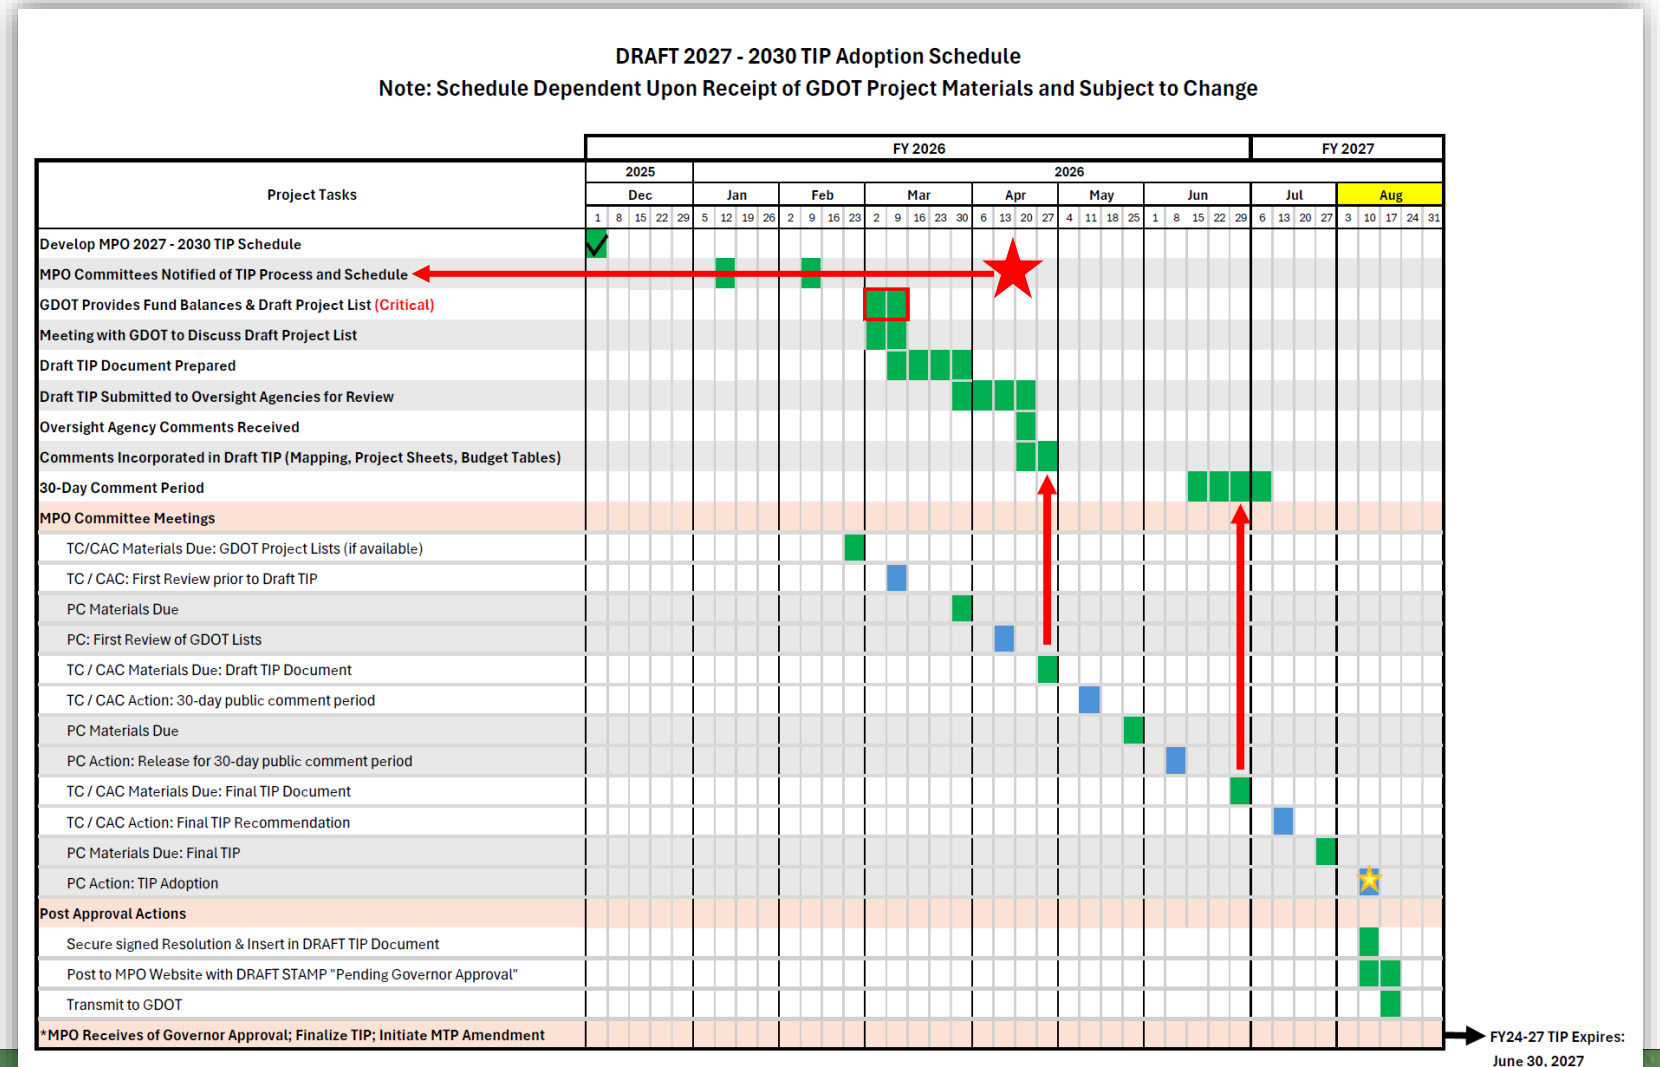 DRAFT 2027 - 2030 TIP Adoption Schedule
Note: Schedule Dependent Upon Receipt of GDOT Project Materials and Subject to Change
FY 2026 FY 2027
2025 2026
Project Tasks
Dec Jan Feb Mar Apr May Jun Jul Aug
1 8 15 22 29 5 12 19 26 2 9 16 23 2 9 16 23 30 6 13 20 27 4 11 18 25 1 8 15 22 29 6 13 20 27 3 10 17 24 31
Develop MPO 2027 - 2030 TIP Schedule
MPO Committees Notified of TIP Process and Schedule
GDOT Provides Fund Balances & Draft Project List (Critical)
Meeting with GDOT to Discuss Draft Project List
Draft TIP Document Prepared
Draft TIP Submitted to Oversight Agencies for Review
Oversight Agency Comments Received
Comments Incorporated in Draft TIP (Mapping, Project Sheets, Budget Tables)
30-Day Comment Period
MPO Committee Meetings
TC/CAC Materials Due: GDOT Project Lists (if available)
TC / CAC: First Review prior to Draft TIP
PC Materials Due
PC: First Review of GDOT Lists
TC / CAC Materials Due: Draft TIP Document
TC / CAC Action: 30-day public comment period
PC Materials Due
PC Action: Release for 30-day public comment period
TC / CAC Materials Due: Final TIP Document
TC / CAC Action: Final TIP Recommendation
PC Materials Due: Final TIP
PC Action: TIP Adoption
Post Approval Actions
Secure signed Resolution & Insert in DRAFT TIP Document
Post to MPO Website with DRAFT STAMP "Pending Governor Approval"
Transmit to GDOT
*MPO Receives of Governor Approval; Finalize TIP; Initiate MTP Amendment
FY24-27 TIP Expires:
June 30, 2027